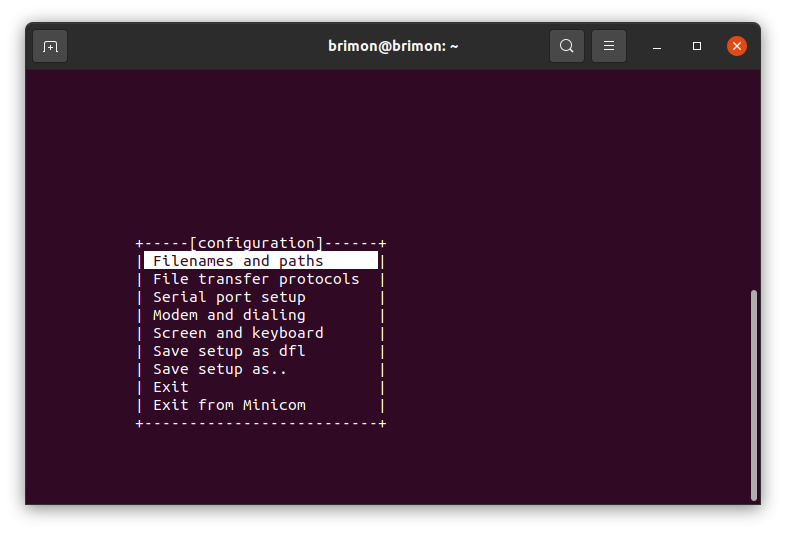 brimon@brimon: ~
+-----[configuration]------+
| Filenames and paths      |
| File transfer protocols  |
| Serial port setup        |
| Modem and dialing        |
| Screen and keyboard      |
| Save setup as dfl        |
| Save setup as..          |
| Exit                     |
| Exit from Minicom        |
+--------------------------+